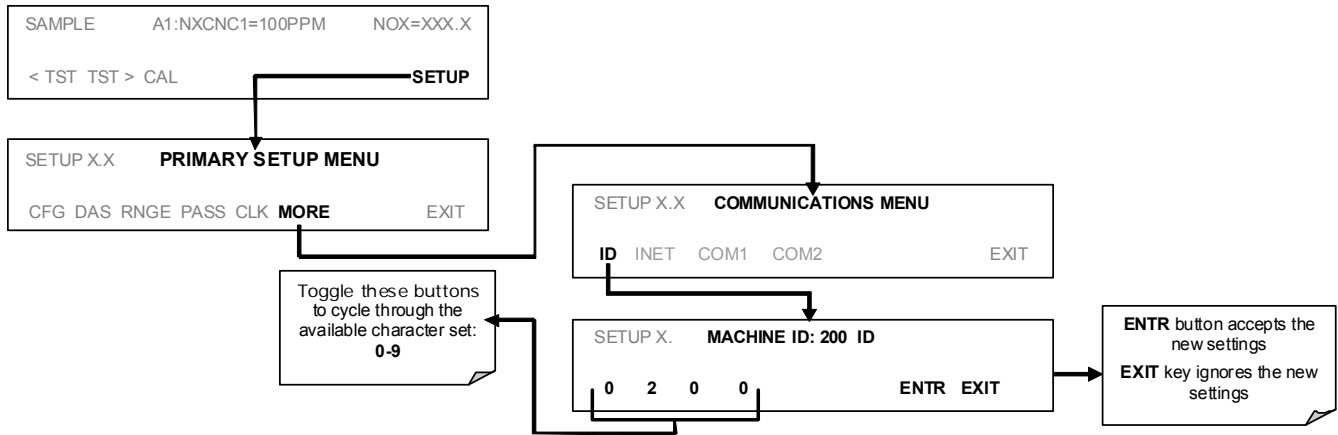 SAMPLE A1:NXCNC1=100PPM NOX=XXX.X
< TST TST > CAL SETUP
SETUP X.X PRIMARY SETUP MENU
CFG DAS RNGE PASS CLK MORE EXIT
SETUP X.X COMMUNICATIONS MENU
ID INET COM1 COM2 EXIT
Toggle these buttons
to cycle through the
available character set:
0-9
SETUP X. MACHINE ID: 200 ID
0 2 0 0 ENTR EXIT
ENTR button accepts the
new settings
EXIT key ignores the new
settings